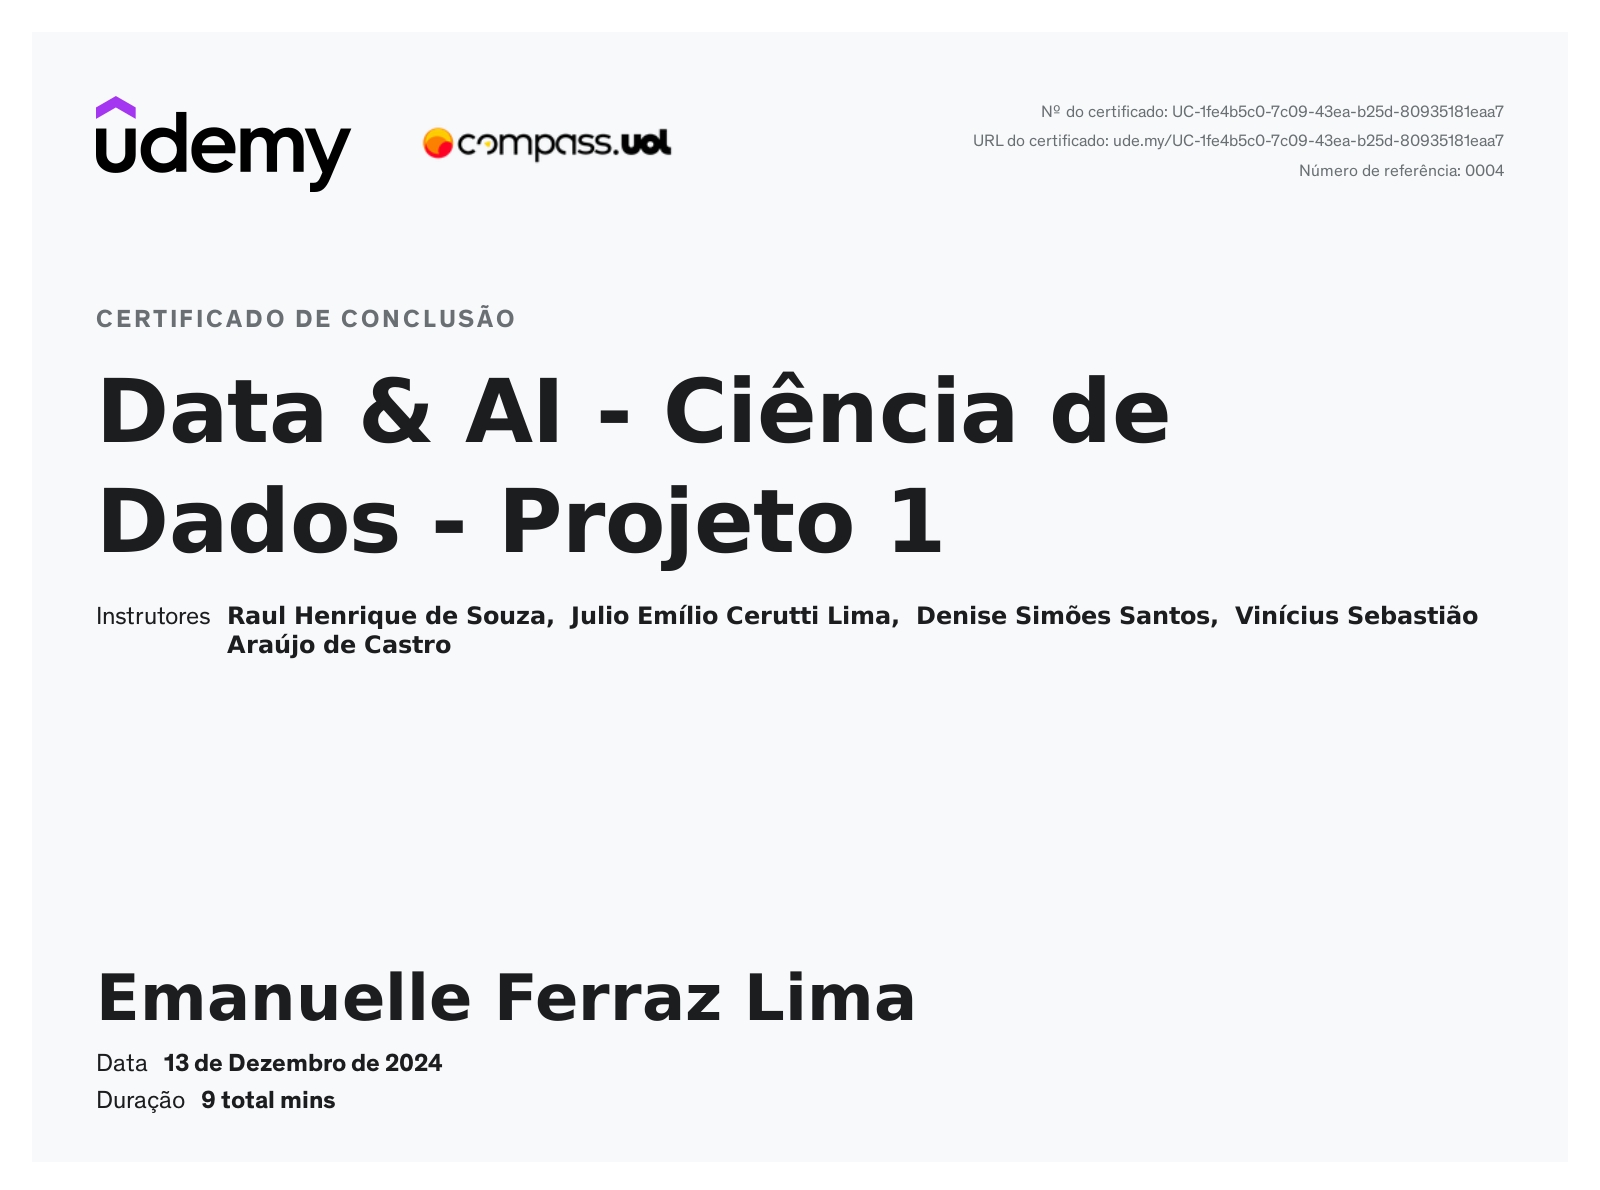 udemy
compass.uol
Nº do certificado: UC-1fe4b5c0-7c09-43ea-b25d-80935181eaa7
URL do certificado: ude.my/UC-1fe4b5c0-7c09-43ea-b25d-80935181eaa7
Número de referência: 0004
CERTIFICADO DE CONCLUSÃO
Data & AI - Ciência de
Dados - Projeto 1
Instrutores Raul Henrique de Souza, Julio Emílio Cerutti Lima, Denise Simões Santos, Vinícius Sebastião
Araújo de Castro
Emanuelle Ferraz Lima
Data 13 de Dezembro de 2024
Duração 9 total mins